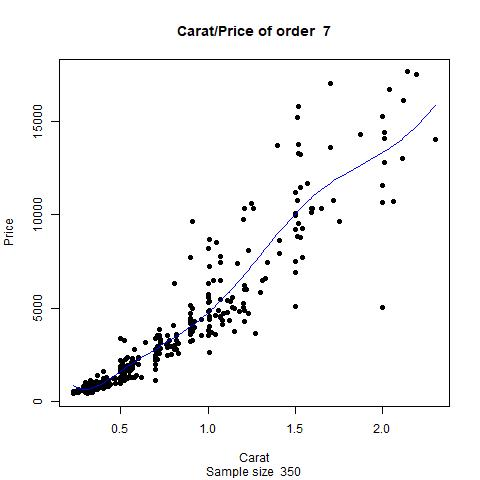 Carat/Price of order 7
Price
15000
10000
5000
0
0.5 1.0 1.5 2.0
Carat
Sample size 350